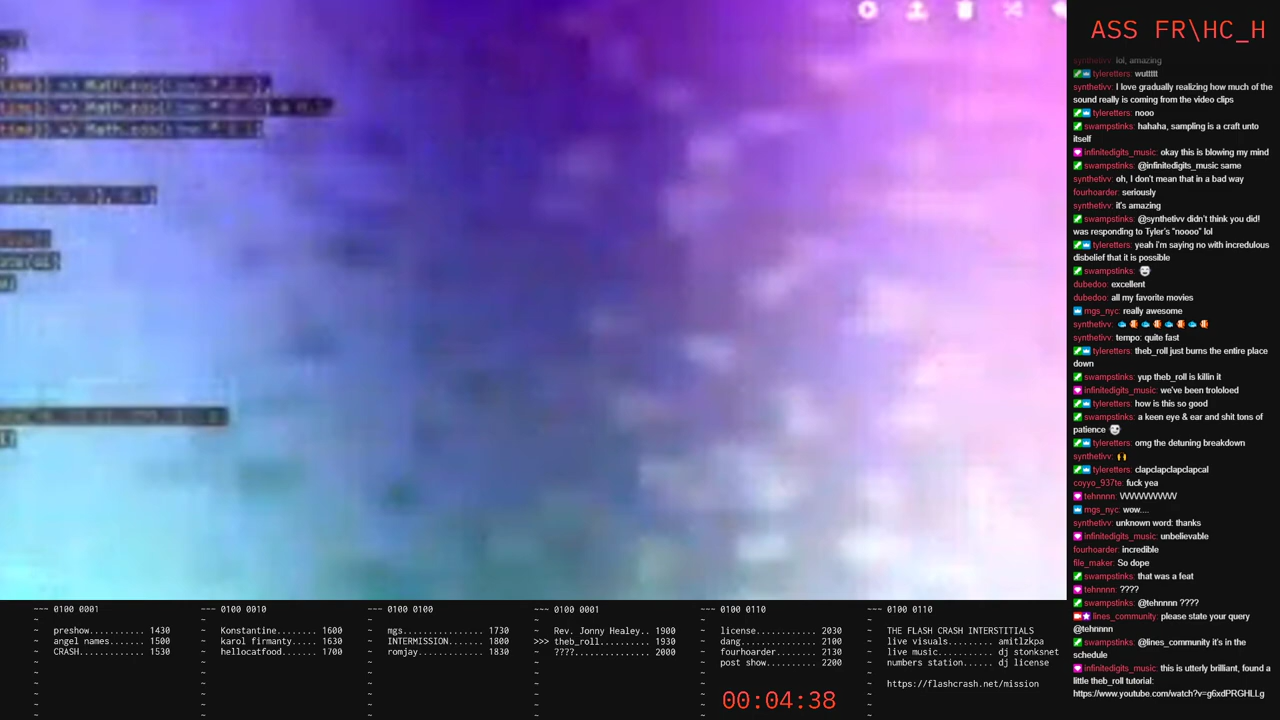 ASS FR\HC_H
synthetivv: lol, amazing
tyleretters: wuttttt
synthetivv: I love gradually realizing how much of the
sound really is coming from the video clips
tyleretters: nooo
swampstinks: hahaha, sampling is a craft unto
itself
infinitedigits_music: okay this is blowing my mind
swampstinks: @infinitedigits_music same
synthetivv: oh, I don't mean that in a bad way
fourhoarder: seriously
synthetivv: it's amazing
swampstinks: @synthetivv didn't think you did!
was responding to Tyler's "noooo" lol
tyleretters: yeah i'm saying no with incredulous
disbelief that it is possible
swampstinks:
dubedoo: excellent
dubedoo: all my favorite movies
mgs_nyc: really awesome
synthetivv: 🐟 🐠 🐟 🐠 🐟 🐠 🐟 🐠
synthetivv: tempo: quite fast
tyleretters: theb_roll just burns the entire place
down
swampstinks: yup theb_roll is killin it
infinitedigits_music: we've been trololoed
tyleretters: how is this so good
swampstinks: a keen eye & ear and shit tons of
patience
tyleretters: omg the detuning breakdown
synthetivv: 🙌
tyleretters: clapclapclapclapcal
coyyo_937te: fuck yea
tehnnnn: VVVVVVVVVV
mgs_nyc: wow....
synthetivv: unknown word: thanks
infinitedigits_music: unbelievable
fourhoarder: incredible
file_maker: So dope
swampstinks: that was a feat
tehnnnn: ????
swampstinks: @tehnnnn ????
lines_community: please state your query
@tehnnnn
swampstinks: @lines_community it's in the
schedule
infinitedigits_music: this is utterly brilliant, found a
little theb_roll tutorial:
https://www.youtube.com/watch?v=g6xdPRGHLLg
~~~ 0100 0001
preshow........... 1430
angel names....... 1500
CRASH............. 1530
~~~ 0100 0010
Konstantine....... 1600
karol firmanty.... 1630
hellocatfood...... 1700
~~~ 0100 0100
mgs............... 1730
INTERMISSION...... 1800
romjay............ 1830
~~~ 0100 0001
Rev. Jonny Healey.. 1900
>>> theb_roll.......... 1930
????............... 2000
~~~ 0100 0110
license........... 2030
dang.............. 2100
fourhoarder....... 2130
post show......... 2200
00:04:38
~~~ 0100 0110
THE FLASH CRASH INTERSTITIALS
live visuals...... amitlzkpa
live music..... dj stonksnet
numbers station...... dj license
https://flashcrash.net/mission